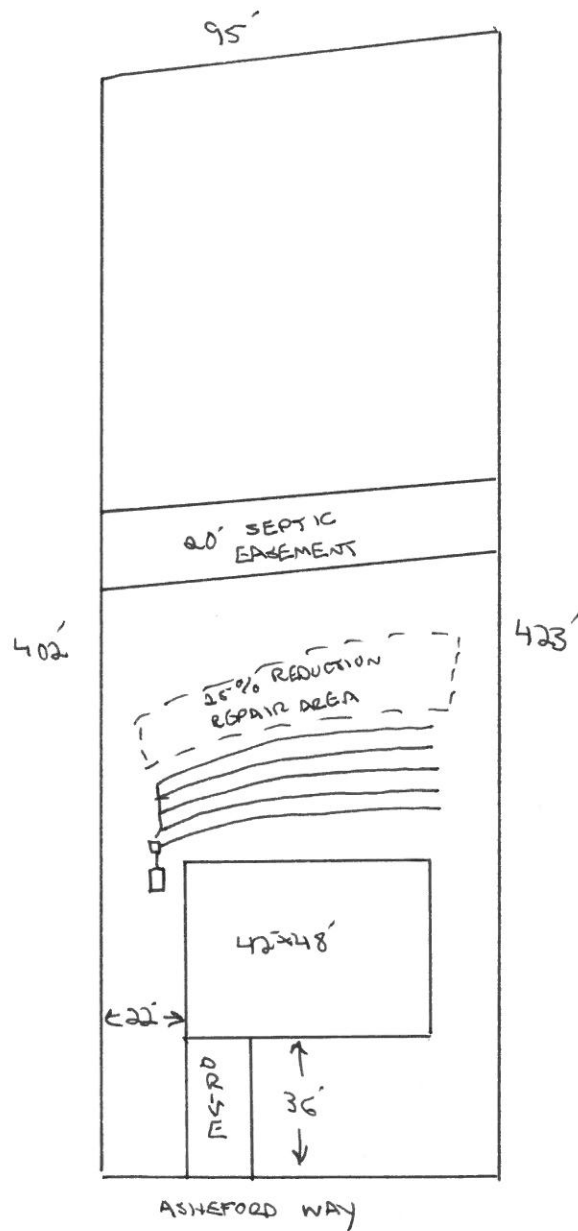 95'
20' SEPTIC
EASEMENT
402'
423'
25% REDUCTION
REPAIR AREA
42'x48'
22'
DRIVE
36'
ASHEFORD WAY